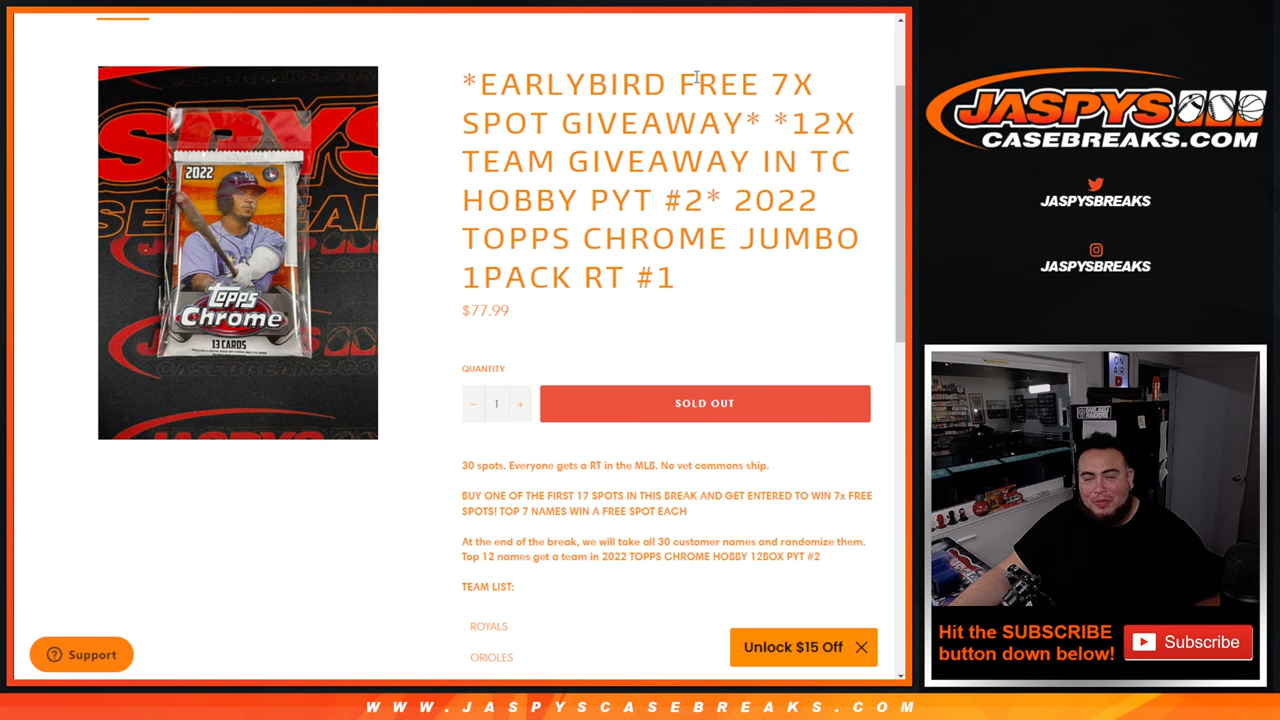 *EARLYBIRD FREE 7X
SPOT GIVEAWAY* *12X
TEAM GIVEAWAY IN TC
HOBBY PYT #2* 2022
TOPPS CHROME JUMBO
1PACK RT #1
$77.99
QUANTITY
− 1 +
SOLD OUT
30 spots. Everyone gets a RT in the MLB. No vet commons ship.
BUY ONE OF THE FIRST 17 SPOTS IN THIS BREAK AND GET ENTERED TO WIN 7x FREE
SPOTS! TOP 7 NAMES WIN A FREE SPOT EACH
At the end of the break, we will take all 30 customer names and randomize them.
Top 12 names get a team in 2022 TOPPS CHROME HOBBY 12BOX PYT #2
TEAM LIST:
ROYALS
ORIOLES
2022
Topps
Chrome
13 CARDS
Support
Unlock $15 Off
JASPYS
CASEBREAKS.COM
JASPYSBREAKS
JASPYSBREAKS
ON
AIR
Hit the SUBSCRIBE
button down below!
Subscribe
WWW.JASPYSCASEBREAKS.COM